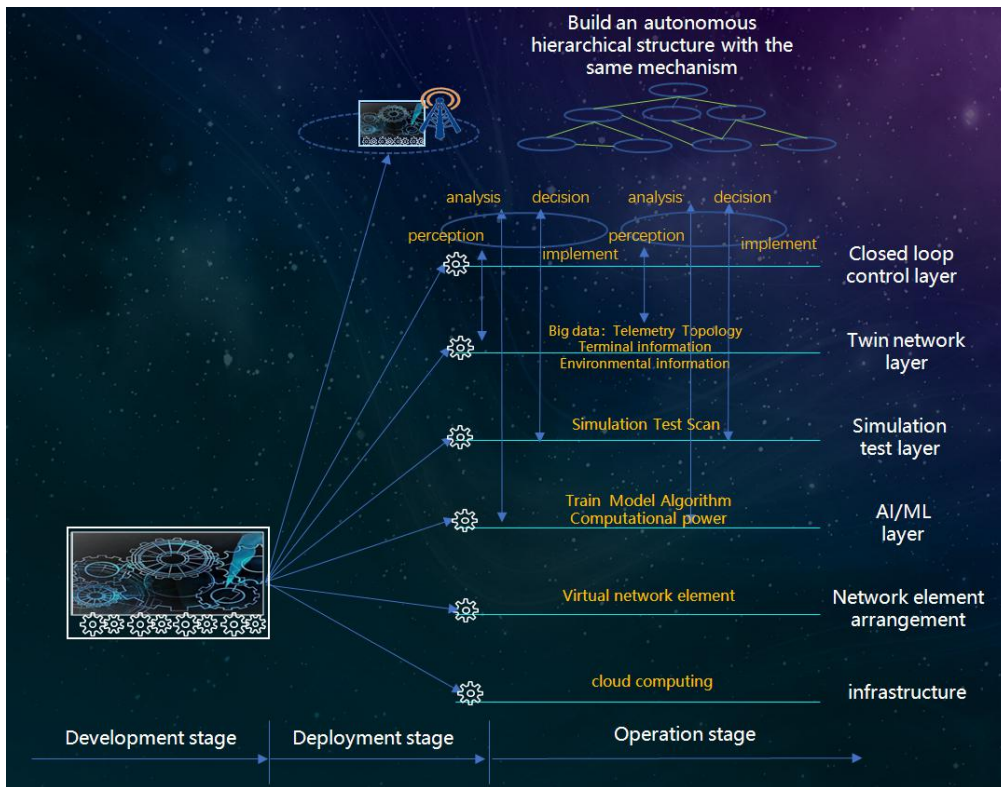 Build an autonomous
hierarchical structure with the
same mechanism
analysis
decision
analysis
decision
perception
implement
perception
implement
Closed loop
control layer
Big data: Telemetry Topology
Terminal information
Environmental information
Twin network
layer
Simulation Test Scan
Simulation
test layer
Train Model Algorithm
Computational power
AI/ML
layer
Virtual network element
Network element
arrangement
cloud computing
infrastructure
Development stage
Deployment stage
Operation stage